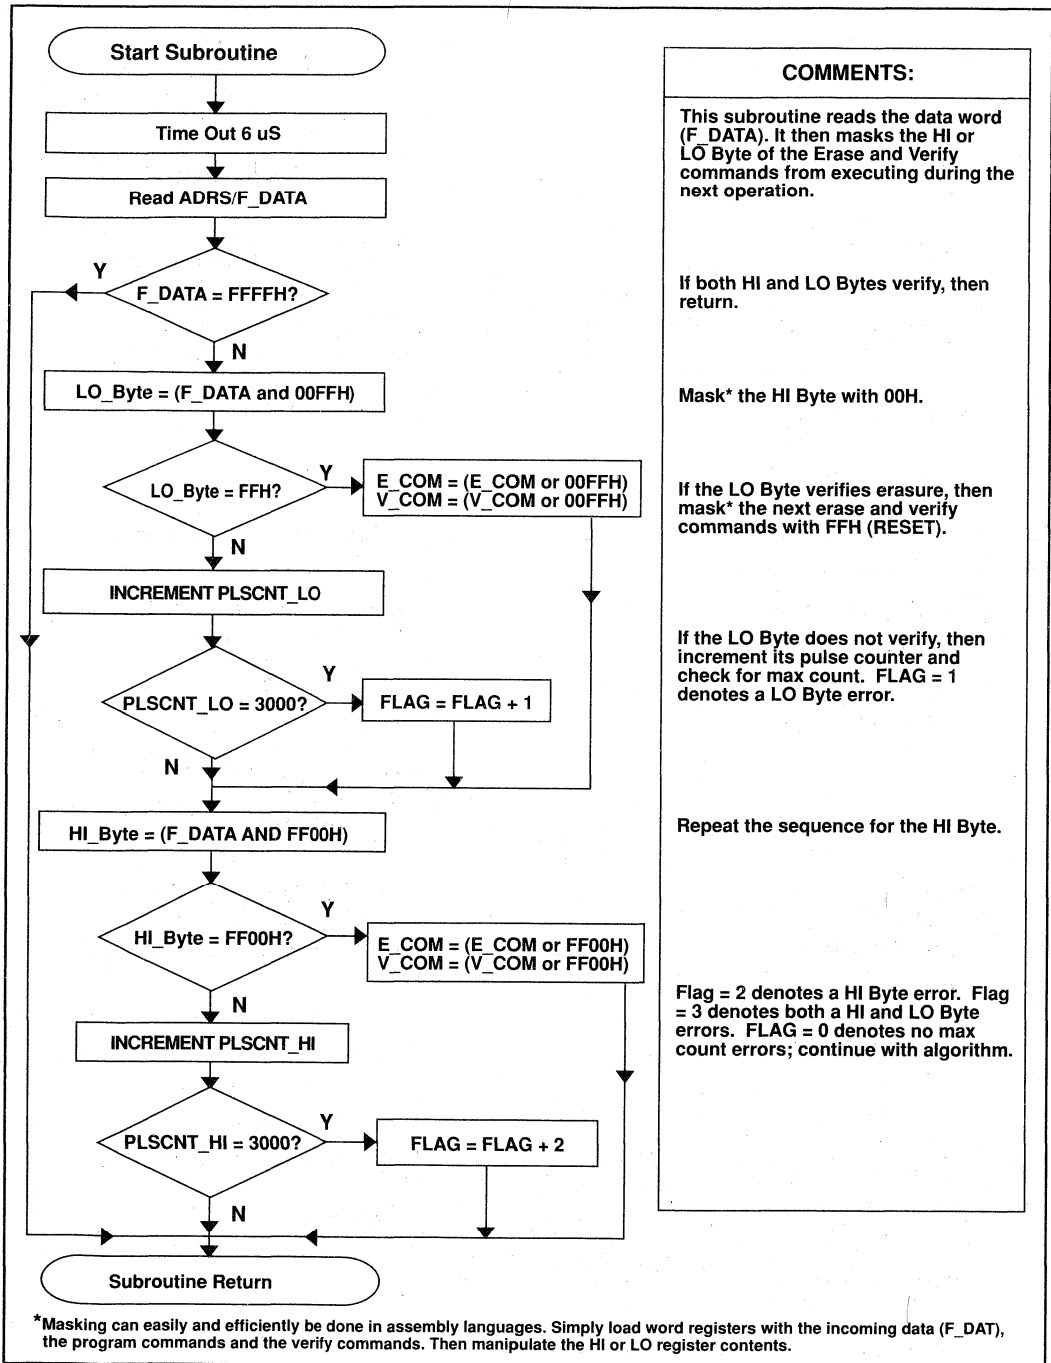 Start Subroutine
Time Out 6 uS
Read ADRS/F_DATA
Y
F_DATA = FFFFH?
N
LO_Byte = (F_DATA and 00FFH)
LO_Byte = FFH?
Y
E_COM = (E_COM or 00FFH)
V_COM = (V_COM or 00FFH)
N
INCREMENT PLSCNT_LO
PLSCNT_LO = 3000?
Y
FLAG = FLAG + 1
N
HI_Byte = (F_DATA AND FF00H)
HI_Byte = FF00H?
Y
E_COM = (E_COM or FF00H)
V_COM = (V_COM or FF00H)
N
INCREMENT PLSCNT_HI
PLSCNT_HI = 3000?
Y
FLAG = FLAG + 2
N
Subroutine Return
COMMENTS:
This subroutine reads the data word
(F_DATA). It then masks the HI or
LO Byte of the Erase and Verify
commands from executing during the
next operation.
If both HI and LO Bytes verify, then
return.
Mask* the HI Byte with 00H.
If the LO Byte verifies erasure, then
mask* the next erase and verify
commands with FFH (RESET).
If the LO Byte does not verify, then
increment its pulse counter and
check for max count. FLAG = 1
denotes a LO Byte error.
Repeat the sequence for the HI Byte.
Flag = 2 denotes a HI Byte error. Flag
= 3 denotes both a HI and LO Byte
errors. FLAG = 0 denotes no max
count errors; continue with algorithm.
*Masking can easily and efficiently be done in assembly languages. Simply load word registers with the incoming data (F_DAT),
the program commands and the verify commands. Then manipulate the HI or LO register contents.